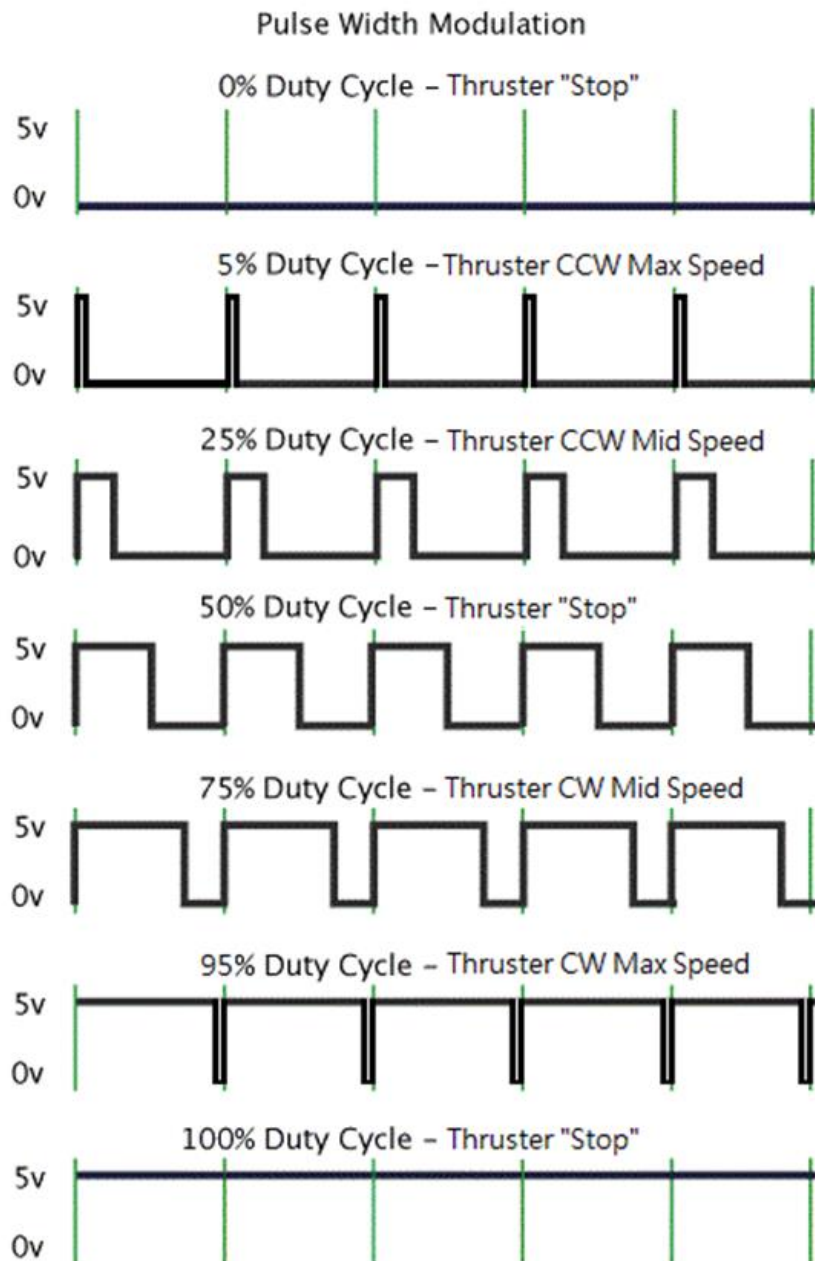 Pulse Width Modulation
0% Duty Cycle – Thruster "Stop"
5v
0v
5% Duty Cycle –Thruster CCW Max Speed
5v
0v
25% Duty Cycle – Thruster CCW Mid Speed
5v
0v
50% Duty Cycle – Thruster "Stop"
5v
0v
75% Duty Cycle – Thruster CW Mid Speed
5v
0v
95% Duty Cycle – Thruster CW Max Speed
5v
0v
100% Duty Cycle – Thruster "Stop"
5v
0v